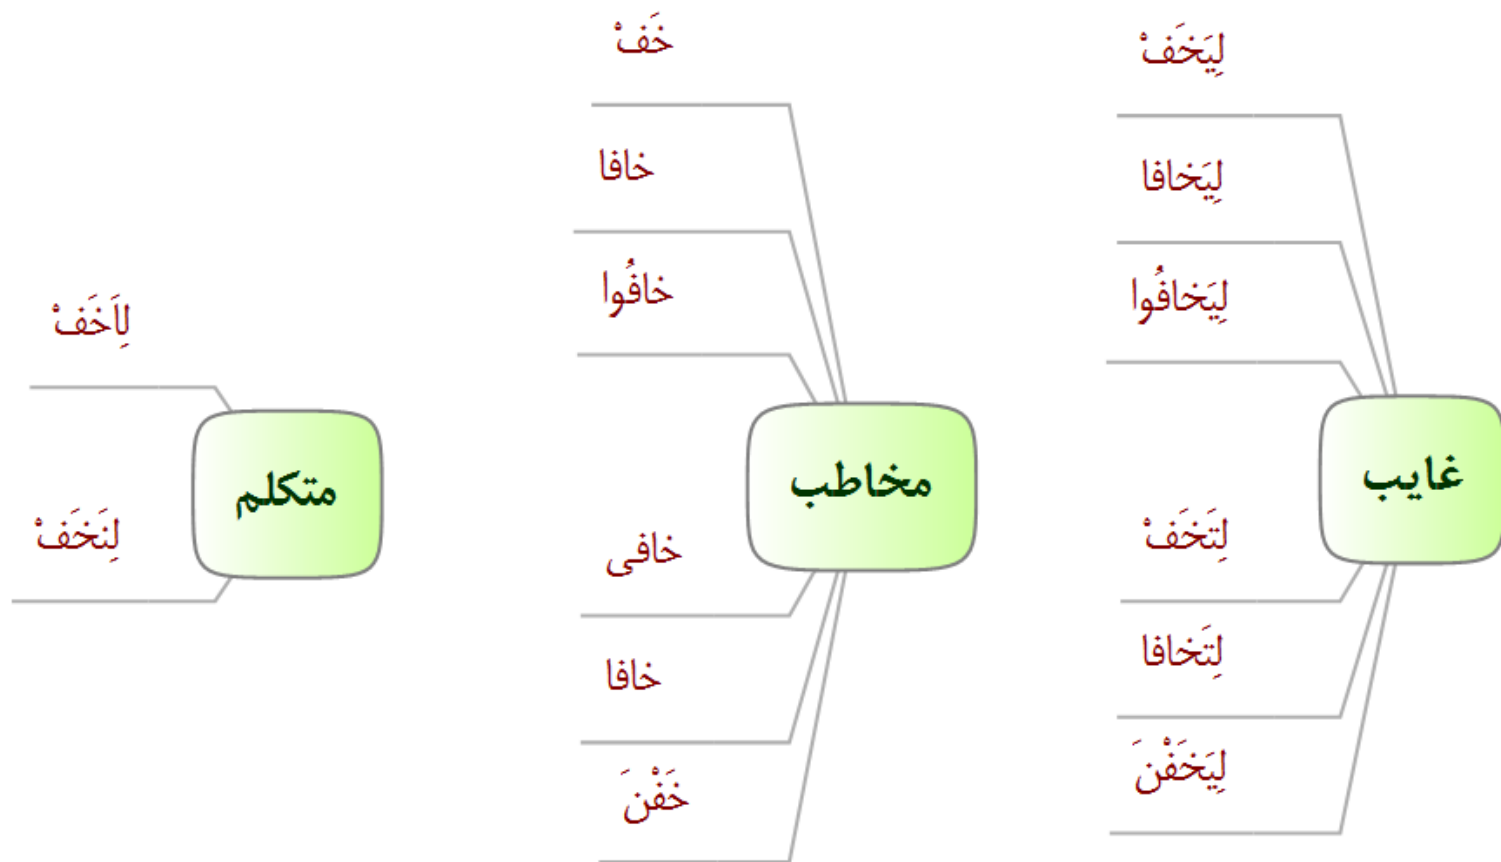 غایب
لِيَخَفْ
لِيَخافا
لِيَخافُوا
لِتَخَفْ
لِتَخافا
لِيَخَفْنَ
مخاطب
خَفْ
خافا
خافُوا
خافی
خافا
خَفْنَ
متکلم
لِاَخَفْ
لِنَخَفْ